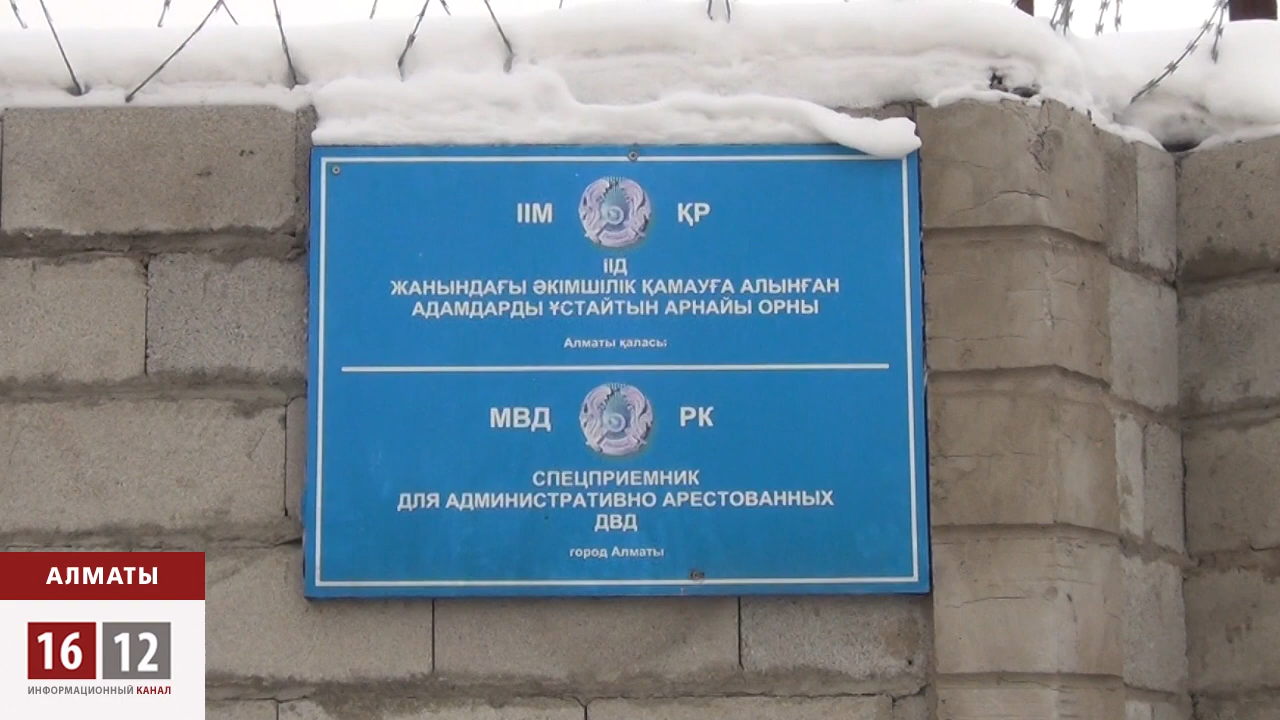 ІІМ ҚР
ІІД
ЖАНЫНДАҒЫ ӘКІМШІЛІК ҚАМАУҒА АЛЫНҒАН
АДАМДАРДЫ ҰСТАЙТЫН АРНАЙЫ ОРНЫ
Алматы қаласы
МВД РК
СПЕЦПРИЕМНИК
ДЛЯ АДМИНИСТРАТИВНО АРЕСТОВАННЫХ
ДВД
город Алматы
АЛМАТЫ
16 12
ИНФОРМАЦИОННЫЙ КАНАЛ